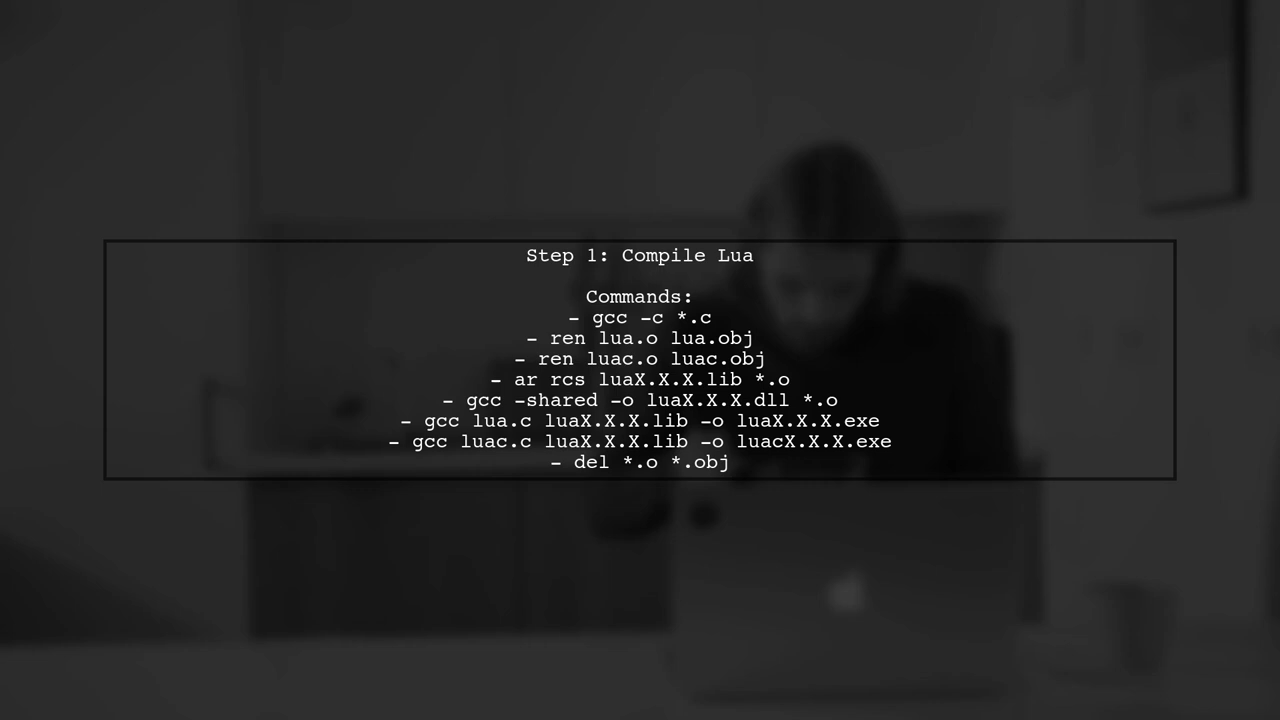 Step 1: Compile Lua
Commands:
- gcc -c *.c
- ren lua.o lua.obj
- ren luac.o luac.obj
- ar rcs luaX.X.X.lib *.o
- gcc -shared -o luaX.X.X.dll *.o
- gcc lua.c luaX.X.X.lib -o luaX.X.X.exe
- gcc luac.c luaX.X.X.lib -o luacX.X.X.exe
- del *.o *.obj